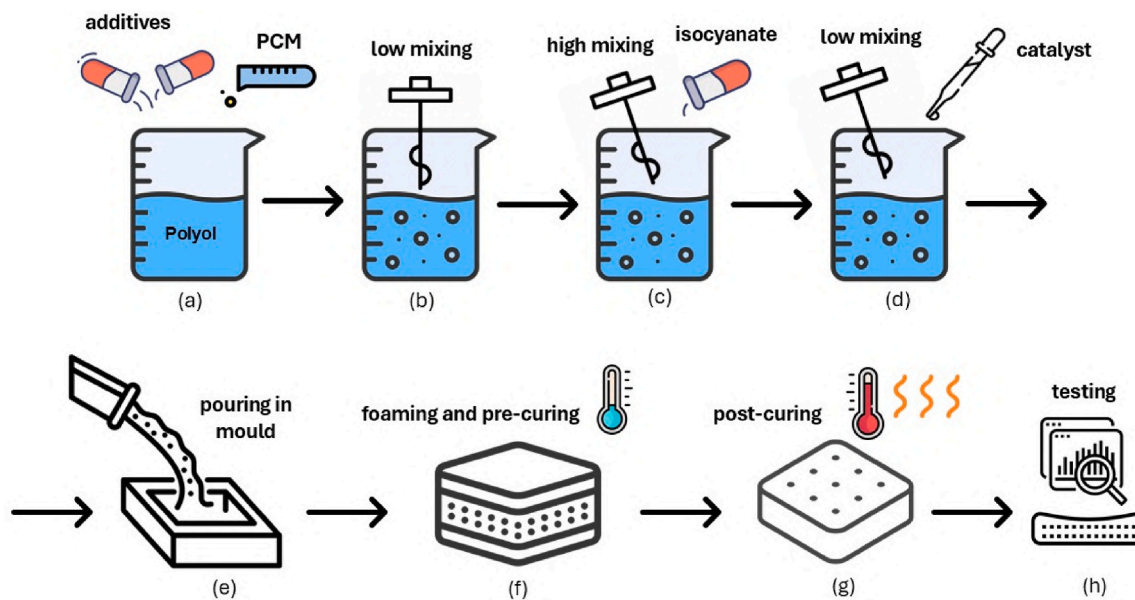 additives
PCM
low mixing
high mixing
isocyanate
low mixing
catalyst
Polyol
(a)
(b)
(c)
(d)
pouring in
mould
foaming and pre-curing
post-curing
testing
(e)
(f)
(g)
(h)